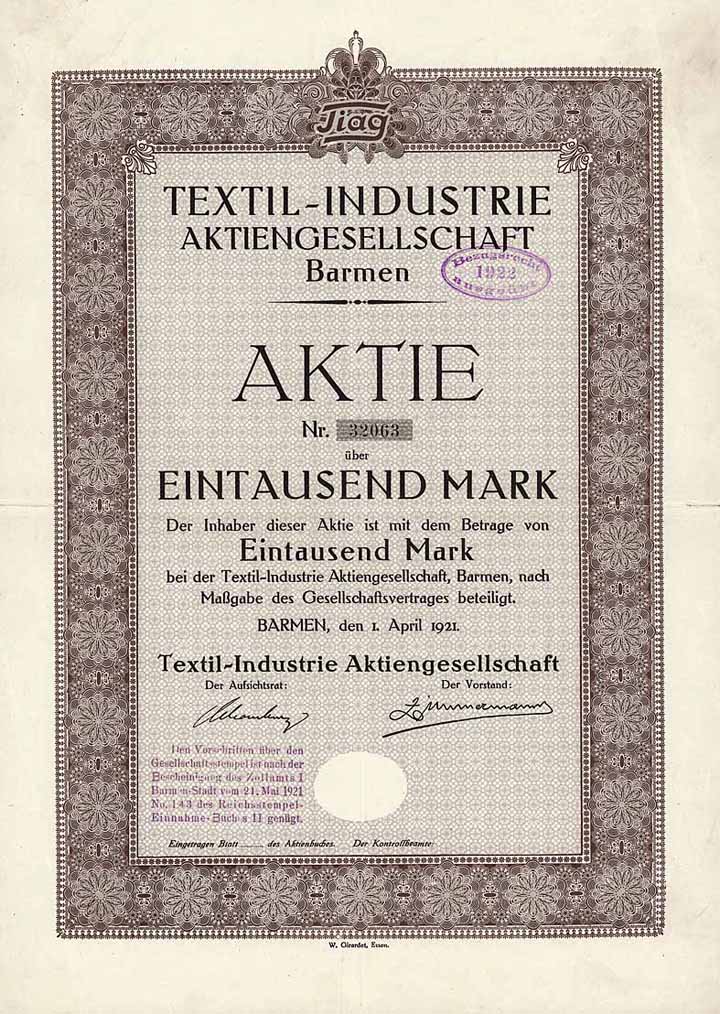 Tiag
TEXTIL-INDUSTRIE
AKTIENGESELLSCHAFT
Barmen
Bezugsrecht
1922
ausgeübt
AKTIE
Nr. 32063
über
EINTAUSEND MARK
Der Inhaber dieser Aktie ist mit dem Betrage von
Eintausend Mark
bei der Textil-Industrie Aktiengesellschaft, Barmen, nach
Maßgabe des Gesellschaftsvertrages beteiligt.
BARMEN, den 1. April 1921.
Textil-Industrie Aktiengesellschaft
Der Aufsichtsrat: Der Vorstand:
Zimmermann
Den Vorschriften über den
Gesellschaftsstempel ist nach der
Bescheinigung des Zollamts I
Barmen-Stadt vom 21. Mai 1921
No. 143 des Reichsstempel-
Einnahme-Buchs II genügt.
Eingetragen Blatt ........ des Aktienbuches. Der Kontrollbeamte:
W. Girardet, Essen.